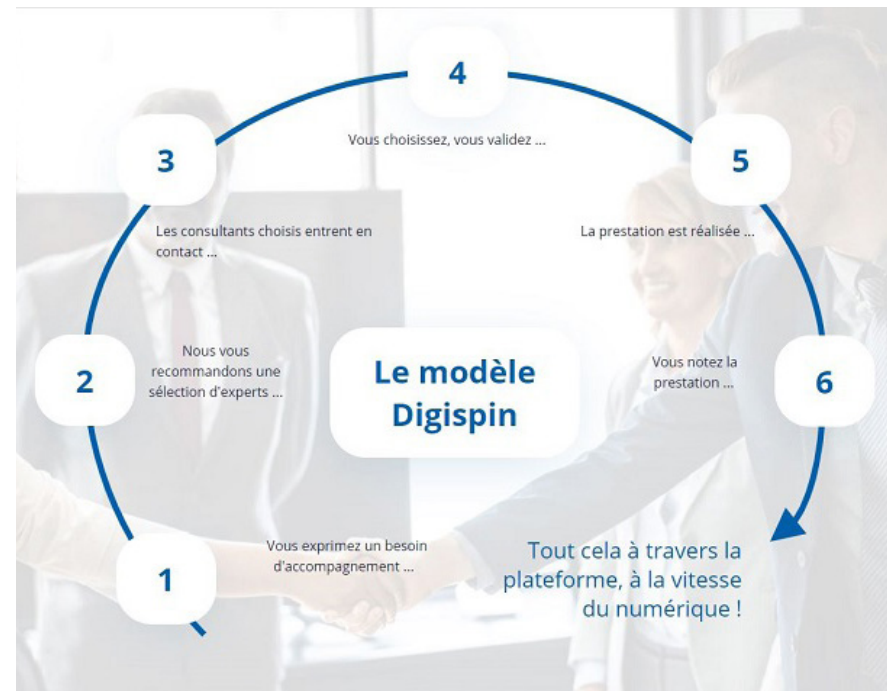 4
Vous choisissez, vous validez ...
3
Les consultants choisis entrent en
contact ...
5
La prestation est réalisée ...
2
Nous vous
recommandons une
sélection d'experts ...
Le modèle
Digispin
Vous notez la
prestation ...
6
1
Vous exprimez un besoin
d'accompagnement ...
Tout cela à travers la
plateforme, à la vitesse
du numérique !